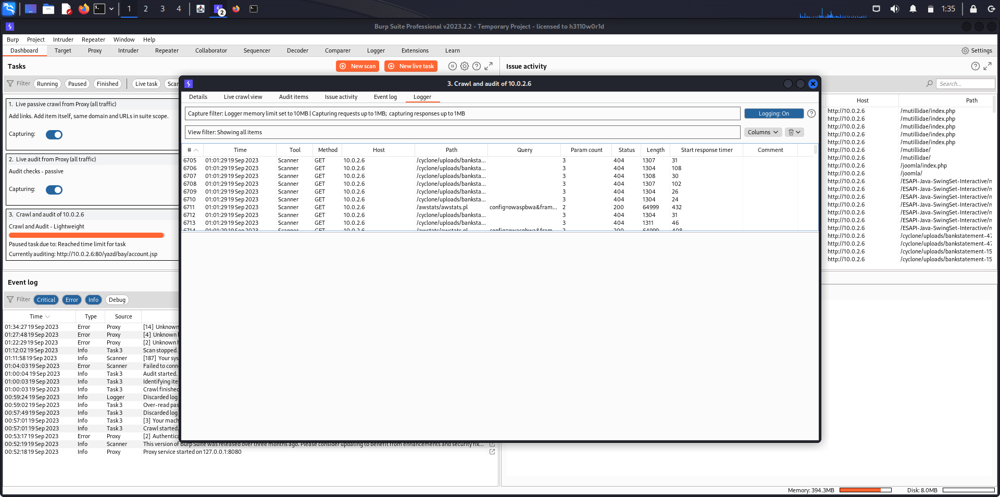 1 2 3 4 2 1:35
Burp Suite Professional v2023.2.2 - Temporary Project - licensed to h3110w0r1d
Burp Project Intruder Repeater Window Help
Dashboard Target Proxy Intruder Repeater Collaborator Sequencer Decoder Comparer Logger Extensions Learn Settings
Tasks New scan New live task Issue activity
Filter Running Paused Finished Live task Search...
3. Crawl and audit of 10.0.2.6
Details Live crawl view Audit items Issue activity Event log Logger
Capture filter: Logger memory limit set to 10MB | Capturing requests up to 1MB; capturing responses up to 1MB Logging: On
View filter: Showing all items Columns
# Time Tool Method Host Path Query Param count Status Length Start response timer Comment
6705 01:01:29 19 Sep 2023 Scanner GET 10.0.2.6 /cyclone/uploads/banksta... 3 404 1307 31
6706 01:01:29 19 Sep 2023 Scanner GET 10.0.2.6 /cyclone/uploads/banksta... 3 404 1304 108
6707 01:01:29 19 Sep 2023 Scanner GET 10.0.2.6 /cyclone/uploads/banksta... 3 404 1308 30
6708 01:01:29 19 Sep 2023 Scanner GET 10.0.2.6 /cyclone/uploads/banksta... 3 404 1307 102
6709 01:01:29 19 Sep 2023 Scanner GET 10.0.2.6 /cyclone/uploads/banksta... 3 404 1304 26
6710 01:01:29 19 Sep 2023 Scanner GET 10.0.2.6 /cyclone/uploads/banksta... 3 404 1304 24
6711 01:01:29 19 Sep 2023 Scanner GET 10.0.2.6 /awstats/awstats.pl config=owaspbwa&fram... 2 200 64999 432
6712 01:01:29 19 Sep 2023 Scanner GET 10.0.2.6 /cyclone/uploads/banksta... 3 404 1304 31
6713 01:01:29 19 Sep 2023 Scanner GET 10.0.2.6 /cyclone/uploads/banksta... 3 404 1311 46
6714 01:01:29 19 Sep 2023 Scanner GET 10.0.2.6 /awstats/awstats.pl config=owaspbwa&fram... 2 200 64999 408
1. Live passive crawl from Proxy (all traffic)
Add links. Add item itself, same domain and URLs in suite scope.
Capturing:
2. Live audit from Proxy (all traffic)
Audit checks - passive
Capturing:
3. Crawl and audit of 10.0.2.6
Crawl and Audit - Lightweight
Paused task due to: Reached time limit for task
Currently auditing: http://10.0.2.6:80/yazd/bay/account.jsp
Host Path
http://10.0.2.6 /mutillidae/index.php
http://10.0.2.6 /mutillidae/index.php
http://10.0.2.6 /mutillidae/index.php
http://10.0.2.6 /mutillidae/index.php
http://10.0.2.6 /mutillidae/index.php
http://10.0.2.6 /mutillidae/
http://10.0.2.6 /mutillidae/
http://10.0.2.6 /joomla/index.php
http://10.0.2.6 /joomla/
http://10.0.2.6 /ESAPI-Java-SwingSet-Interactive/
http://10.0.2.6 /ESAPI-Java-SwingSet-Interactive/
http://10.0.2.6 /ESAPI-Java-SwingSet-Interactive/
http://10.0.2.6 /ESAPI-Java-SwingSet-Interactive/
http://10.0.2.6 /ESAPI-Java-SwingSet-Interactive/
http://10.0.2.6 /ESAPI-Java-SwingSet-Interactive/
http://10.0.2.6 /ESAPI-Java-SwingSet-Interactive/
http://10.0.2.6 /cyclone/uploads/bankstatement-47
http://10.0.2.6 /cyclone/uploads/bankstatement-47
http://10.0.2.6 /cyclone/uploads/bankstatement-15
http://10.0.2.6 /cyclone/uploads/bankstatement-15
Event log
Filter Critical Error Info Debug
Time Type Source
01:34:27 19 Sep 2023 Error Proxy [14] Unknown
01:27:48 19 Sep 2023 Error Proxy [4] Unknown
01:22:29 19 Sep 2023 Error Proxy [2] Unknown
01:12:02 19 Sep 2023 Info Task 3 Scan stopped.
01:11:58 19 Sep 2023 Info Scanner [187] Your sys
01:04:03 19 Sep 2023 Error Scanner Failed to conn
01:00:04 19 Sep 2023 Info Task 3 Audit started.
01:00:03 19 Sep 2023 Info Task 3 Identifying ite
01:00:03 19 Sep 2023 Info Task 3 Crawl finished
00:59:24 19 Sep 2023 Info Logger Discarded log
00:59:02 19 Sep 2023 Info Task 3 Over-read pas
00:57:49 19 Sep 2023 Info Task 3 Discarded log
00:57:01 19 Sep 2023 Info Task 3 [3] Your mach
00:57:01 19 Sep 2023 Info Task 3 Crawl started.
00:53:17 19 Sep 2023 Error Proxy [2] Authentica
00:52:19 19 Sep 2023 Info Scanner This version of Burp Suite was released over three months ago. Please consider updating to benefit from enhancements and security fix...
00:52:18 19 Sep 2023 Info Proxy Proxy service started on 127.0.0.1:8080
Memory: 394.3MB Disk: 8.0MB